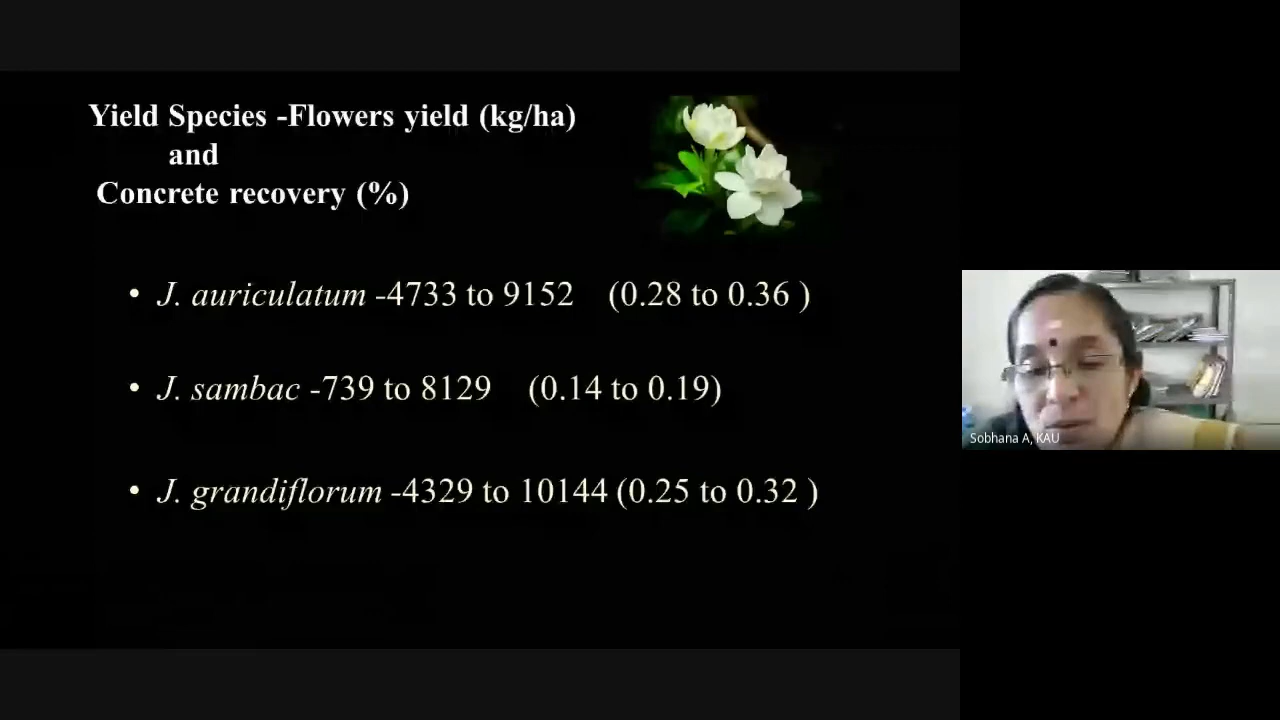 Yield Species -Flowers yield (kg/ha)
and
Concrete recovery (%)
• J. auriculatum -4733 to 9152 (0.28 to 0.36 )
• J. sambac -739 to 8129 (0.14 to 0.19)
• J. grandiflorum -4329 to 10144 (0.25 to 0.32 )
Sobhana A, KAU